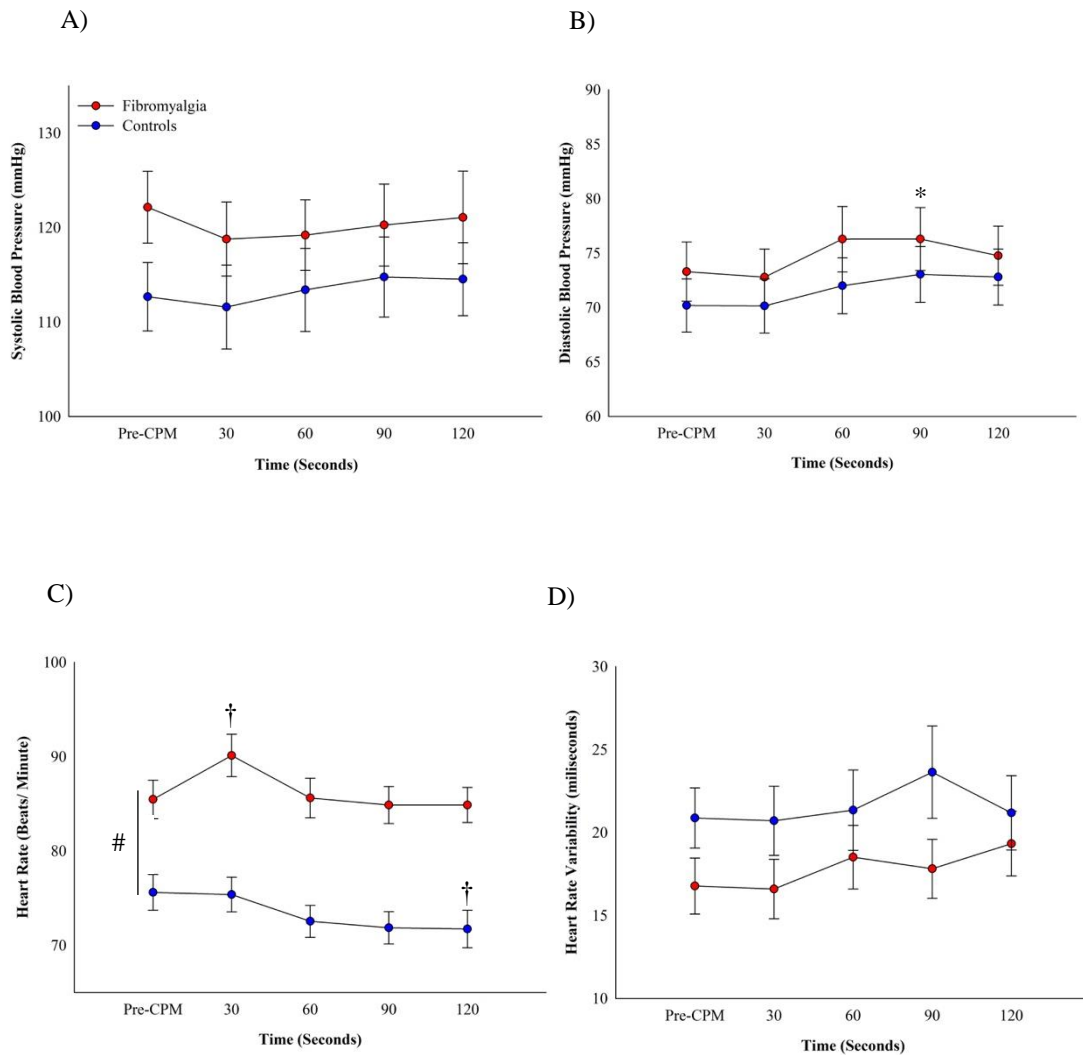 A)
Systolic Blood Pressure (mmHg)
130
120
110
100
Fibromyalgia
Controls
Pre-CPM 30 60 90 120
Time (Seconds)
B)
Diastolic Blood Pressure (mmHg)
90
85
80
75
70
65
60
*
Pre-CPM 30 60 90 120
Time (Seconds)
C)
Heart Rate (Beats/ Minute)
100
90
80
70
†
#
†
Pre-CPM 30 60 90 120
Time (Seconds)
D)
Heart Rate Variability (miliseconds)
30
25
20
15
10
Pre-CPM 30 60 90 120
Time (Seconds)